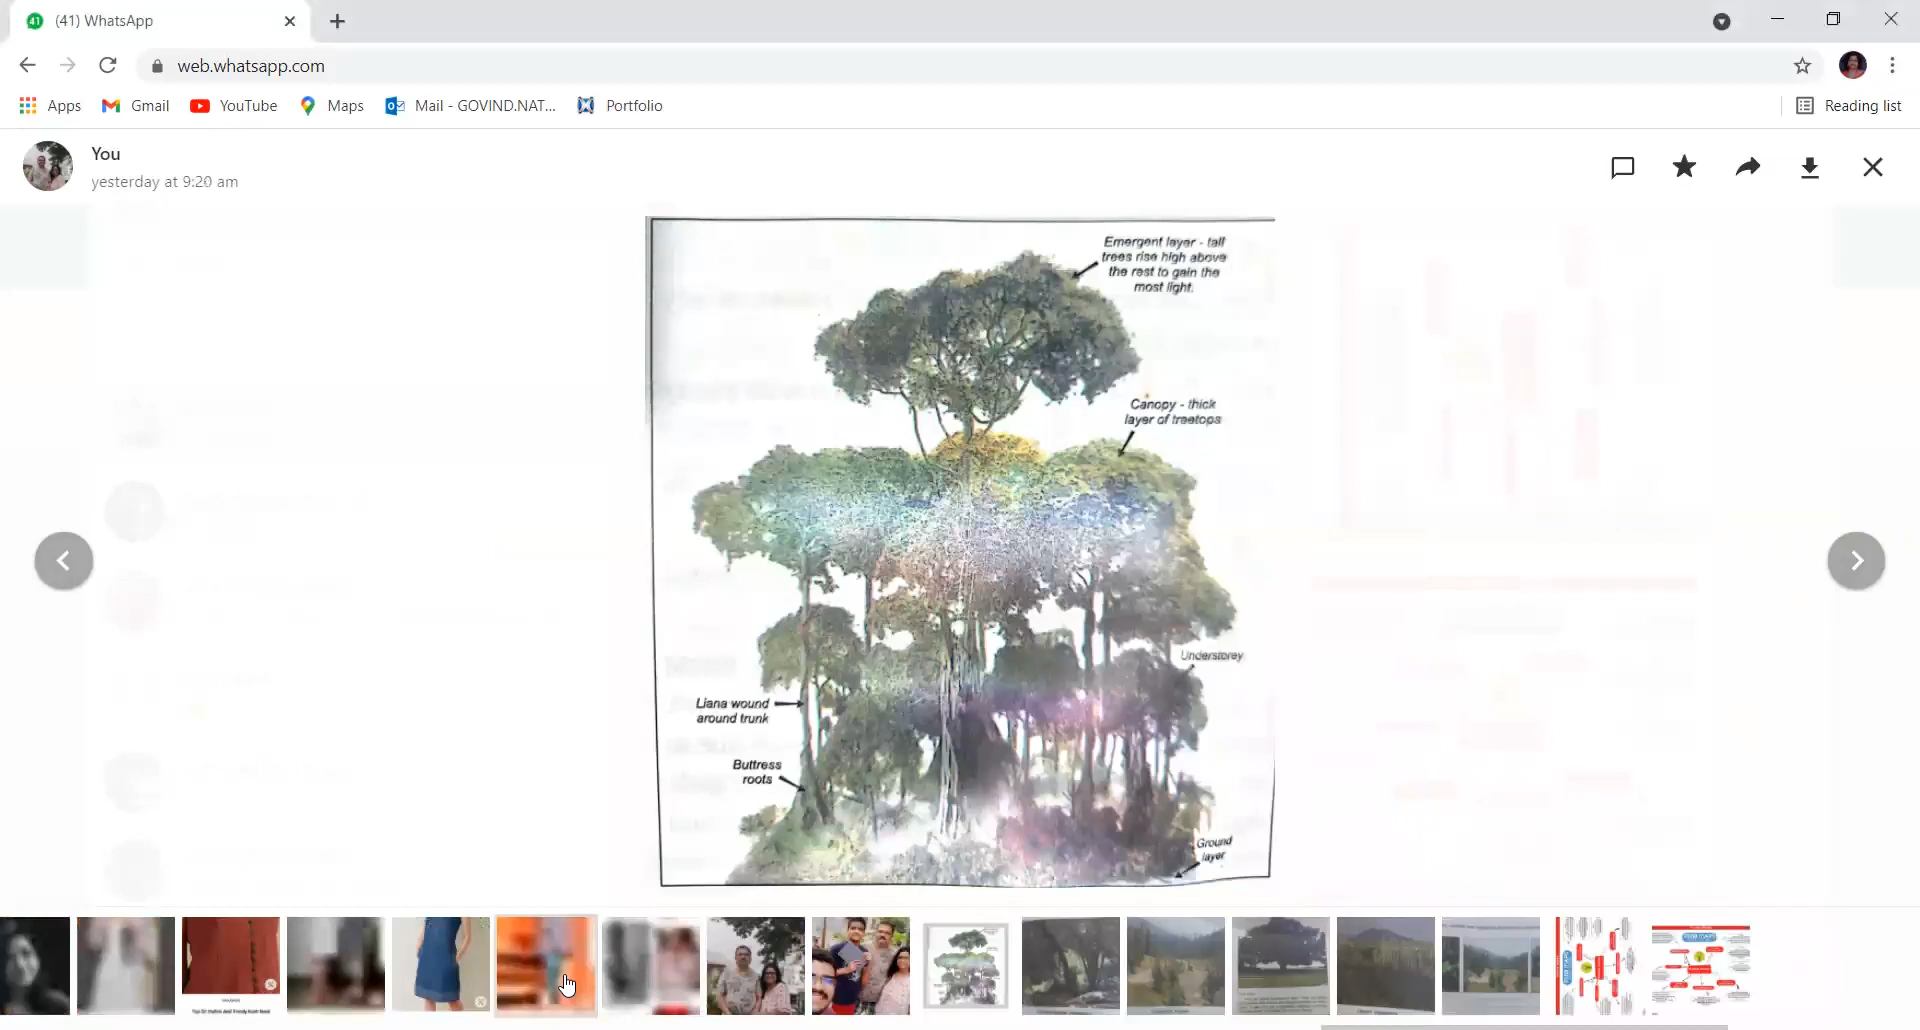 41 (41) WhatsApp
web.whatsapp.com
Apps Gmail YouTube Maps Mail - GOVIND.NAT... Portfolio Reading list
You
yesterday at 9:20 am
Emergent layer - tall
trees rise high above
the rest to gain the
most light.
Canopy - thick
layer of treetops
Understorey
Liana wound
around trunk
Buttress
roots
Ground
layer